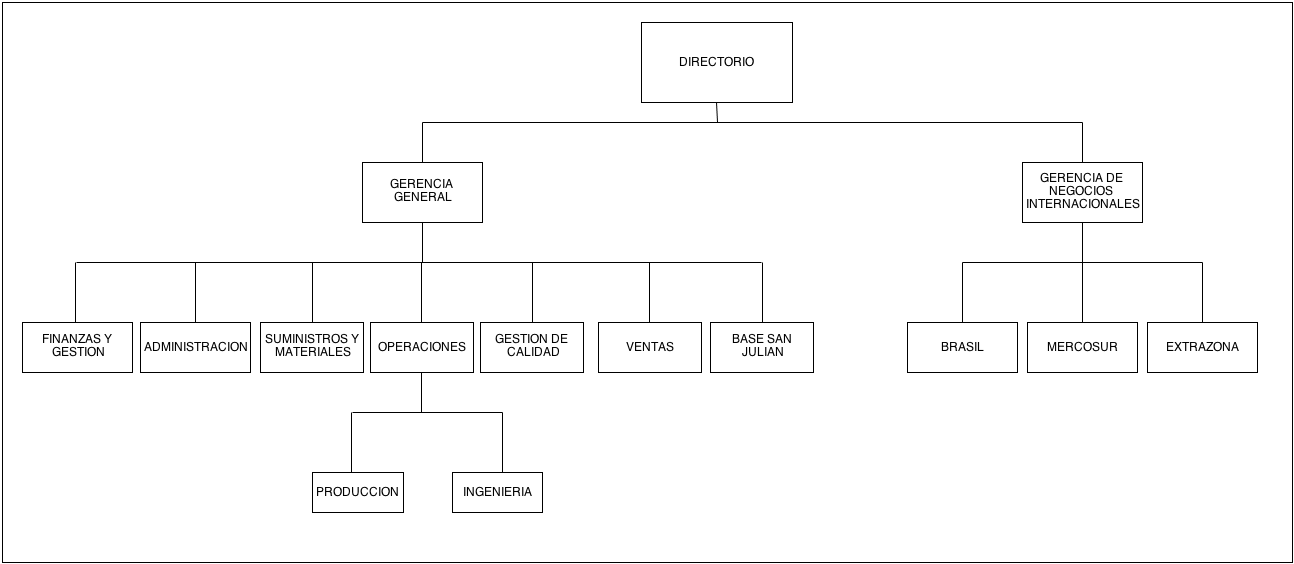 DIRECTORIO
GERENCIA
GENERAL
GERENCIA DE
NEGOCIOS
INTERNACIONALES
FINANZAS Y
GESTION
ADMINISTRACION
SUMINISTROS Y
MATERIALES
OPERACIONES
GESTION DE
CALIDAD
VENTAS
BASE SAN
JULIAN
BRASIL
MERCOSUR
EXTRAZONA
PRODUCCION
INGENIERIA